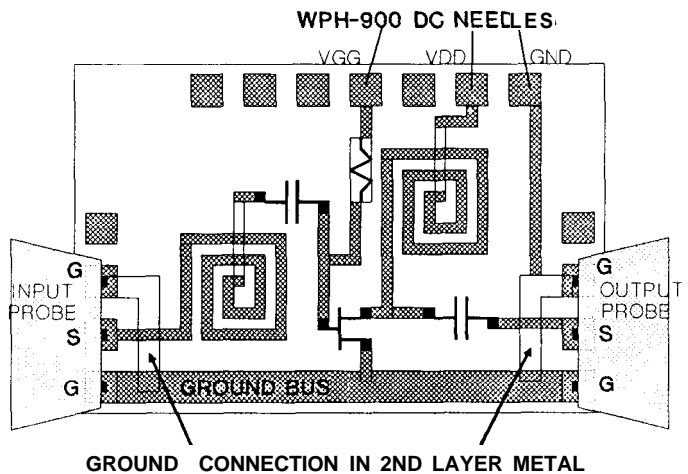 WPH-900 DC NEEDLES
VGG VDD GND
G
INPUT
PROBE
S
G
G
OUTPUT
PROBE
S
G
GROUND BUS
GROUND CONNECTION IN 2ND LAYER METAL